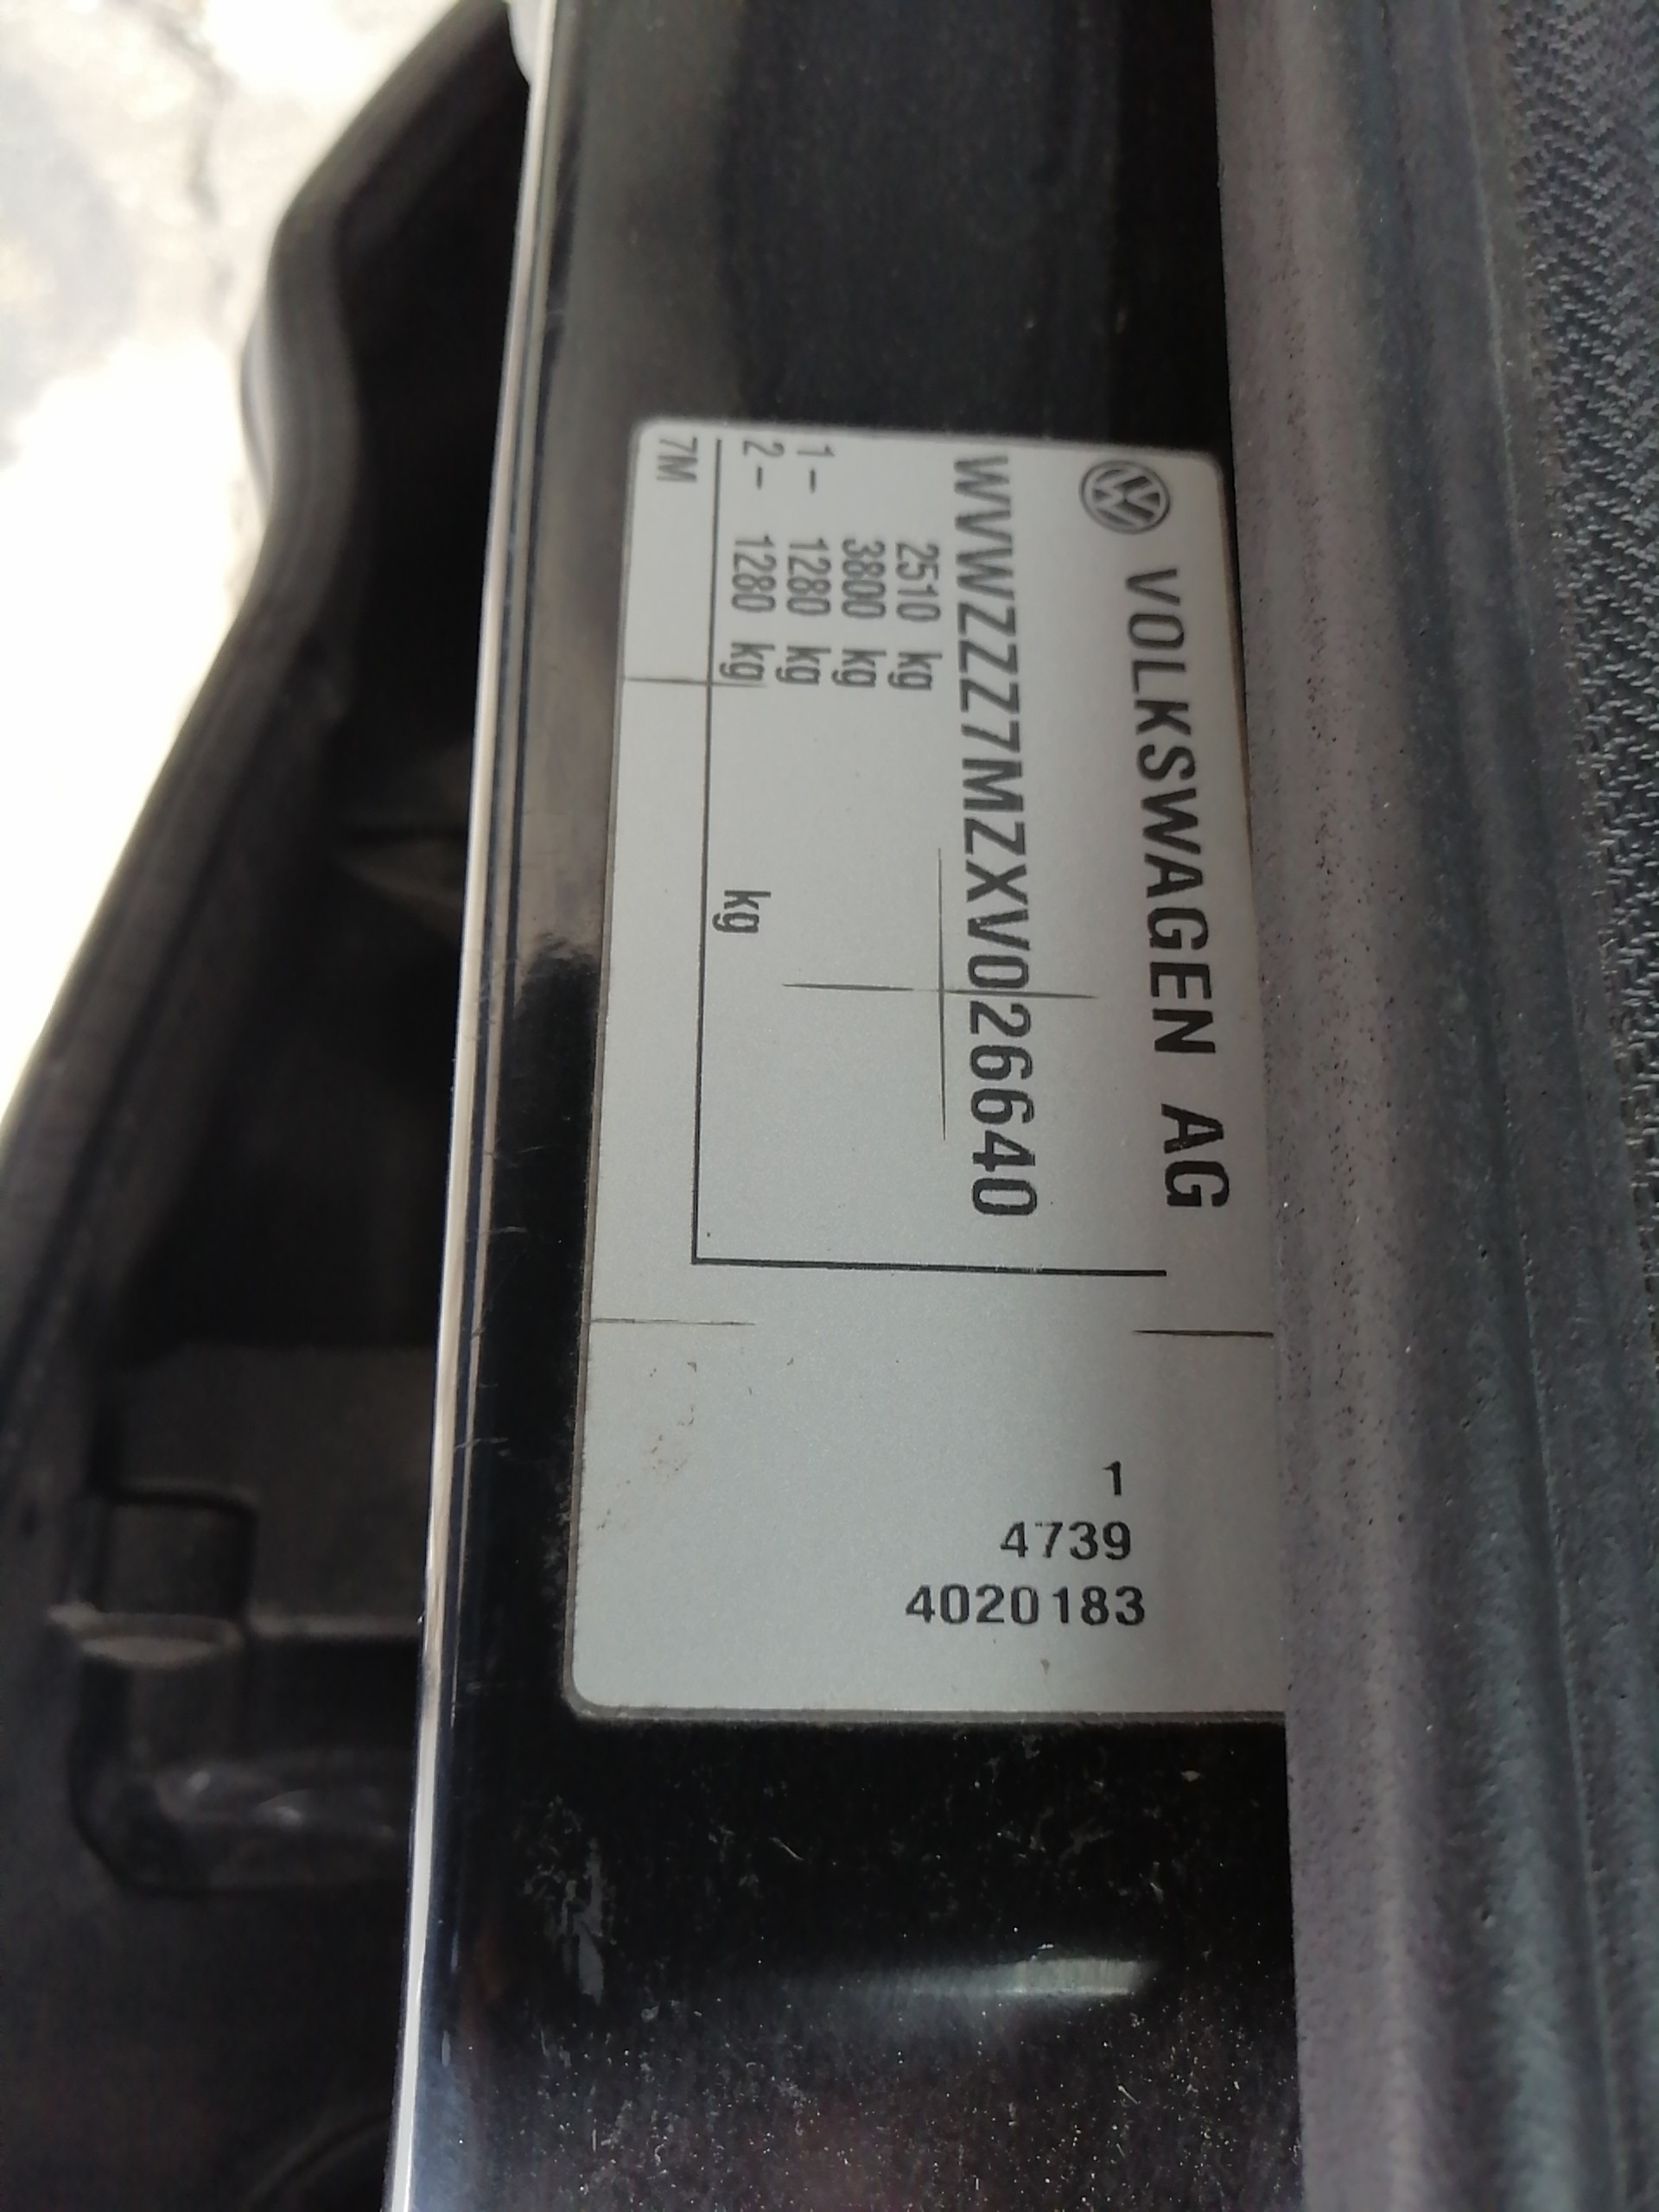 VOLKSWAGEN AG
WVWZZZ7MZXV026640
2510 kg
3800 kg
1- 1280 kg
2- 1280 kg kg
7M
1
4739
4020183